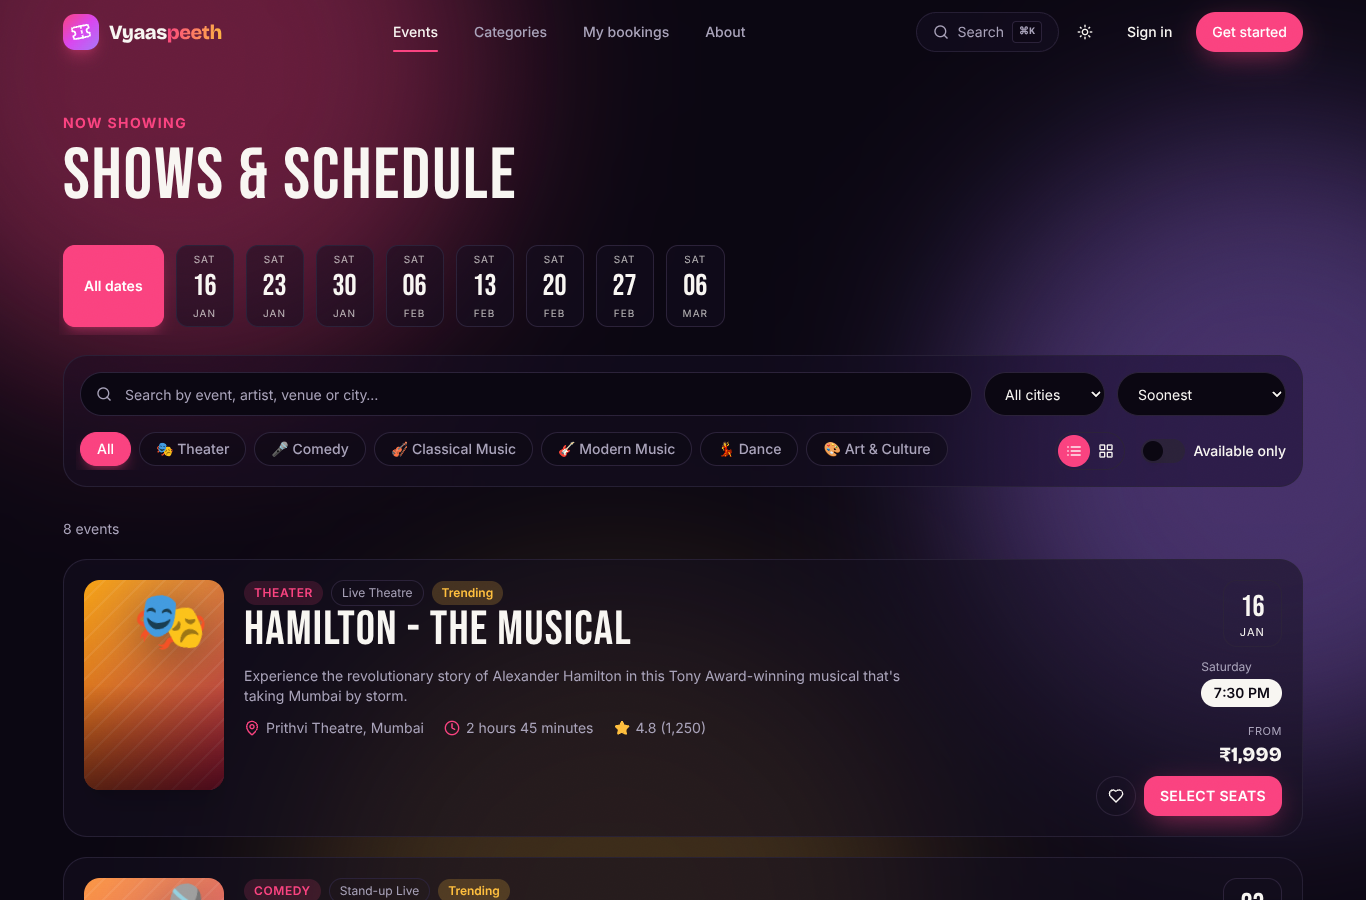 Vyaaspeeth
Events Categories My bookings About
Search ⌘K
Sign in Get started
NOW SHOWING
SHOWS & SCHEDULE
All dates
SAT 16 JAN
SAT 23 JAN
SAT 30 JAN
SAT 06 FEB
SAT 13 FEB
SAT 20 FEB
SAT 27 FEB
SAT 06 MAR
Search by event, artist, venue or city...
All cities
Soonest
All 🎭 Theater 🎤 Comedy 🎻 Classical Music 🎸 Modern Music 💃 Dance 🎨 Art & Culture
Available only
8 events
THEATER Live Theatre Trending
HAMILTON - THE MUSICAL
Experience the revolutionary story of Alexander Hamilton in this Tony Award-winning musical that's
taking Mumbai by storm.
Prithvi Theatre, Mumbai 2 hours 45 minutes 4.8 (1,250)
16
JAN
Saturday
7:30 PM
FROM
₹1,999
SELECT SEATS
COMEDY Stand-up Live Trending